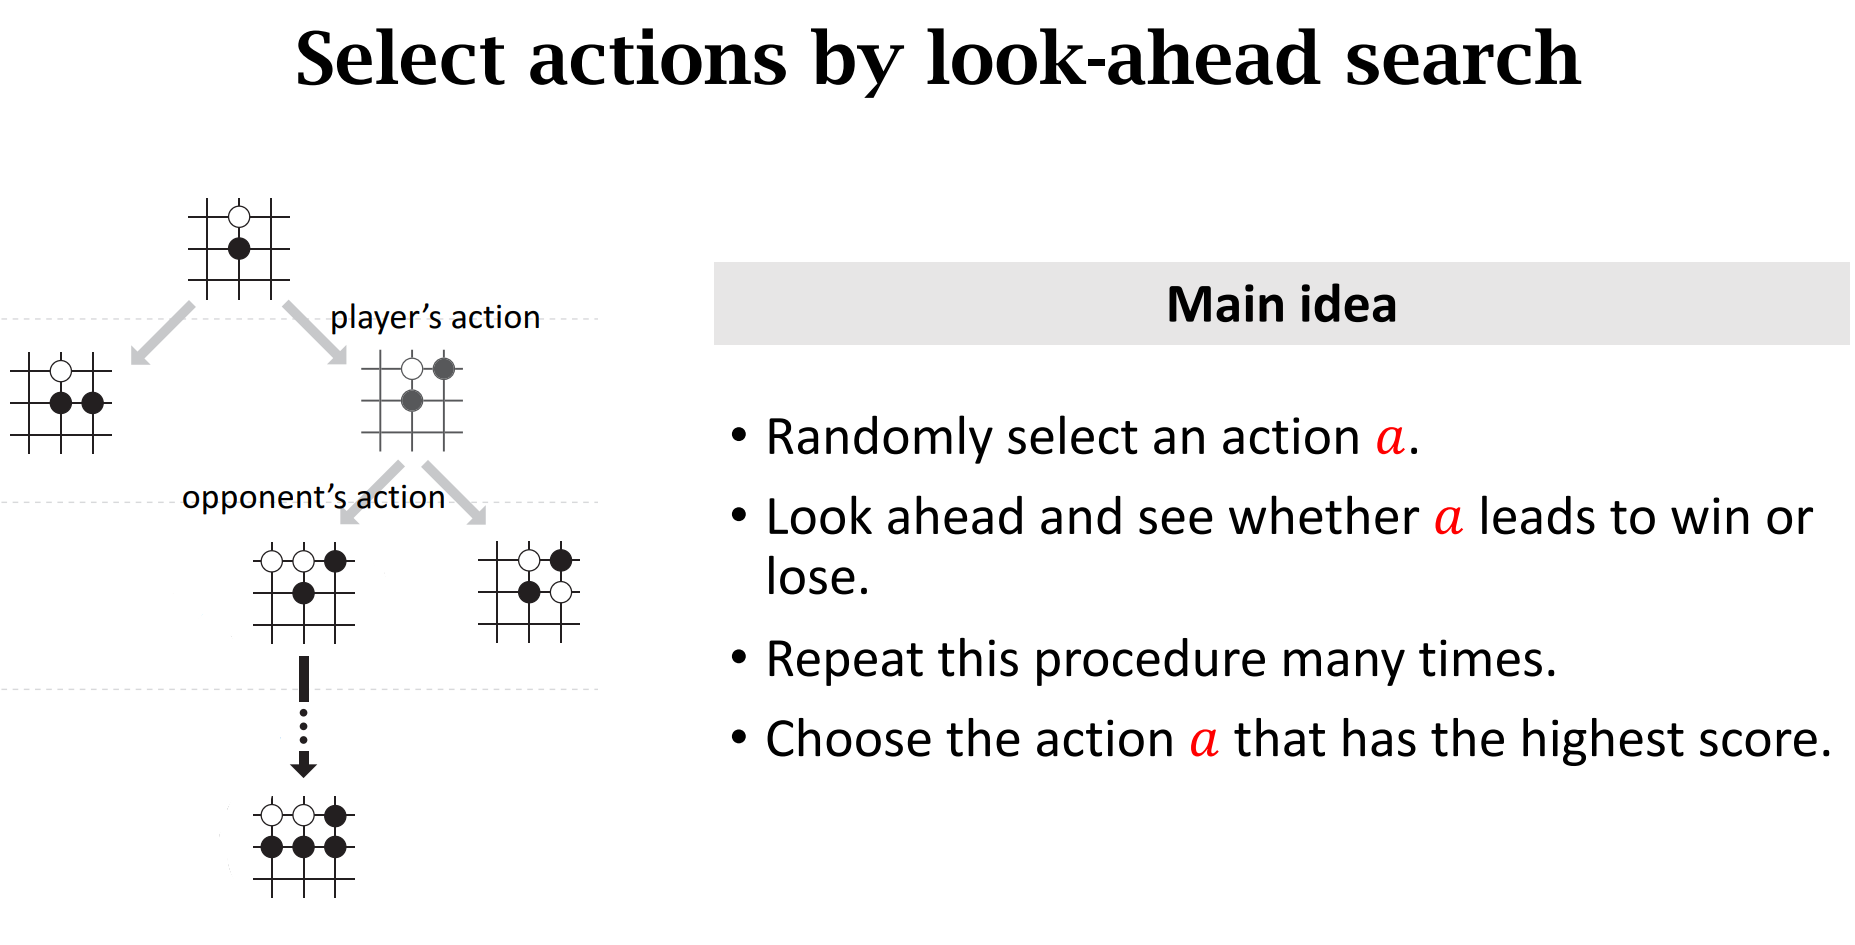 Select actions by look-ahead search
player’s action
opponent’s action
Main idea
• Randomly select an action a.
• Look ahead and see whether a leads to win or
lose.
• Repeat this procedure many times.
• Choose the action a that has the highest score.